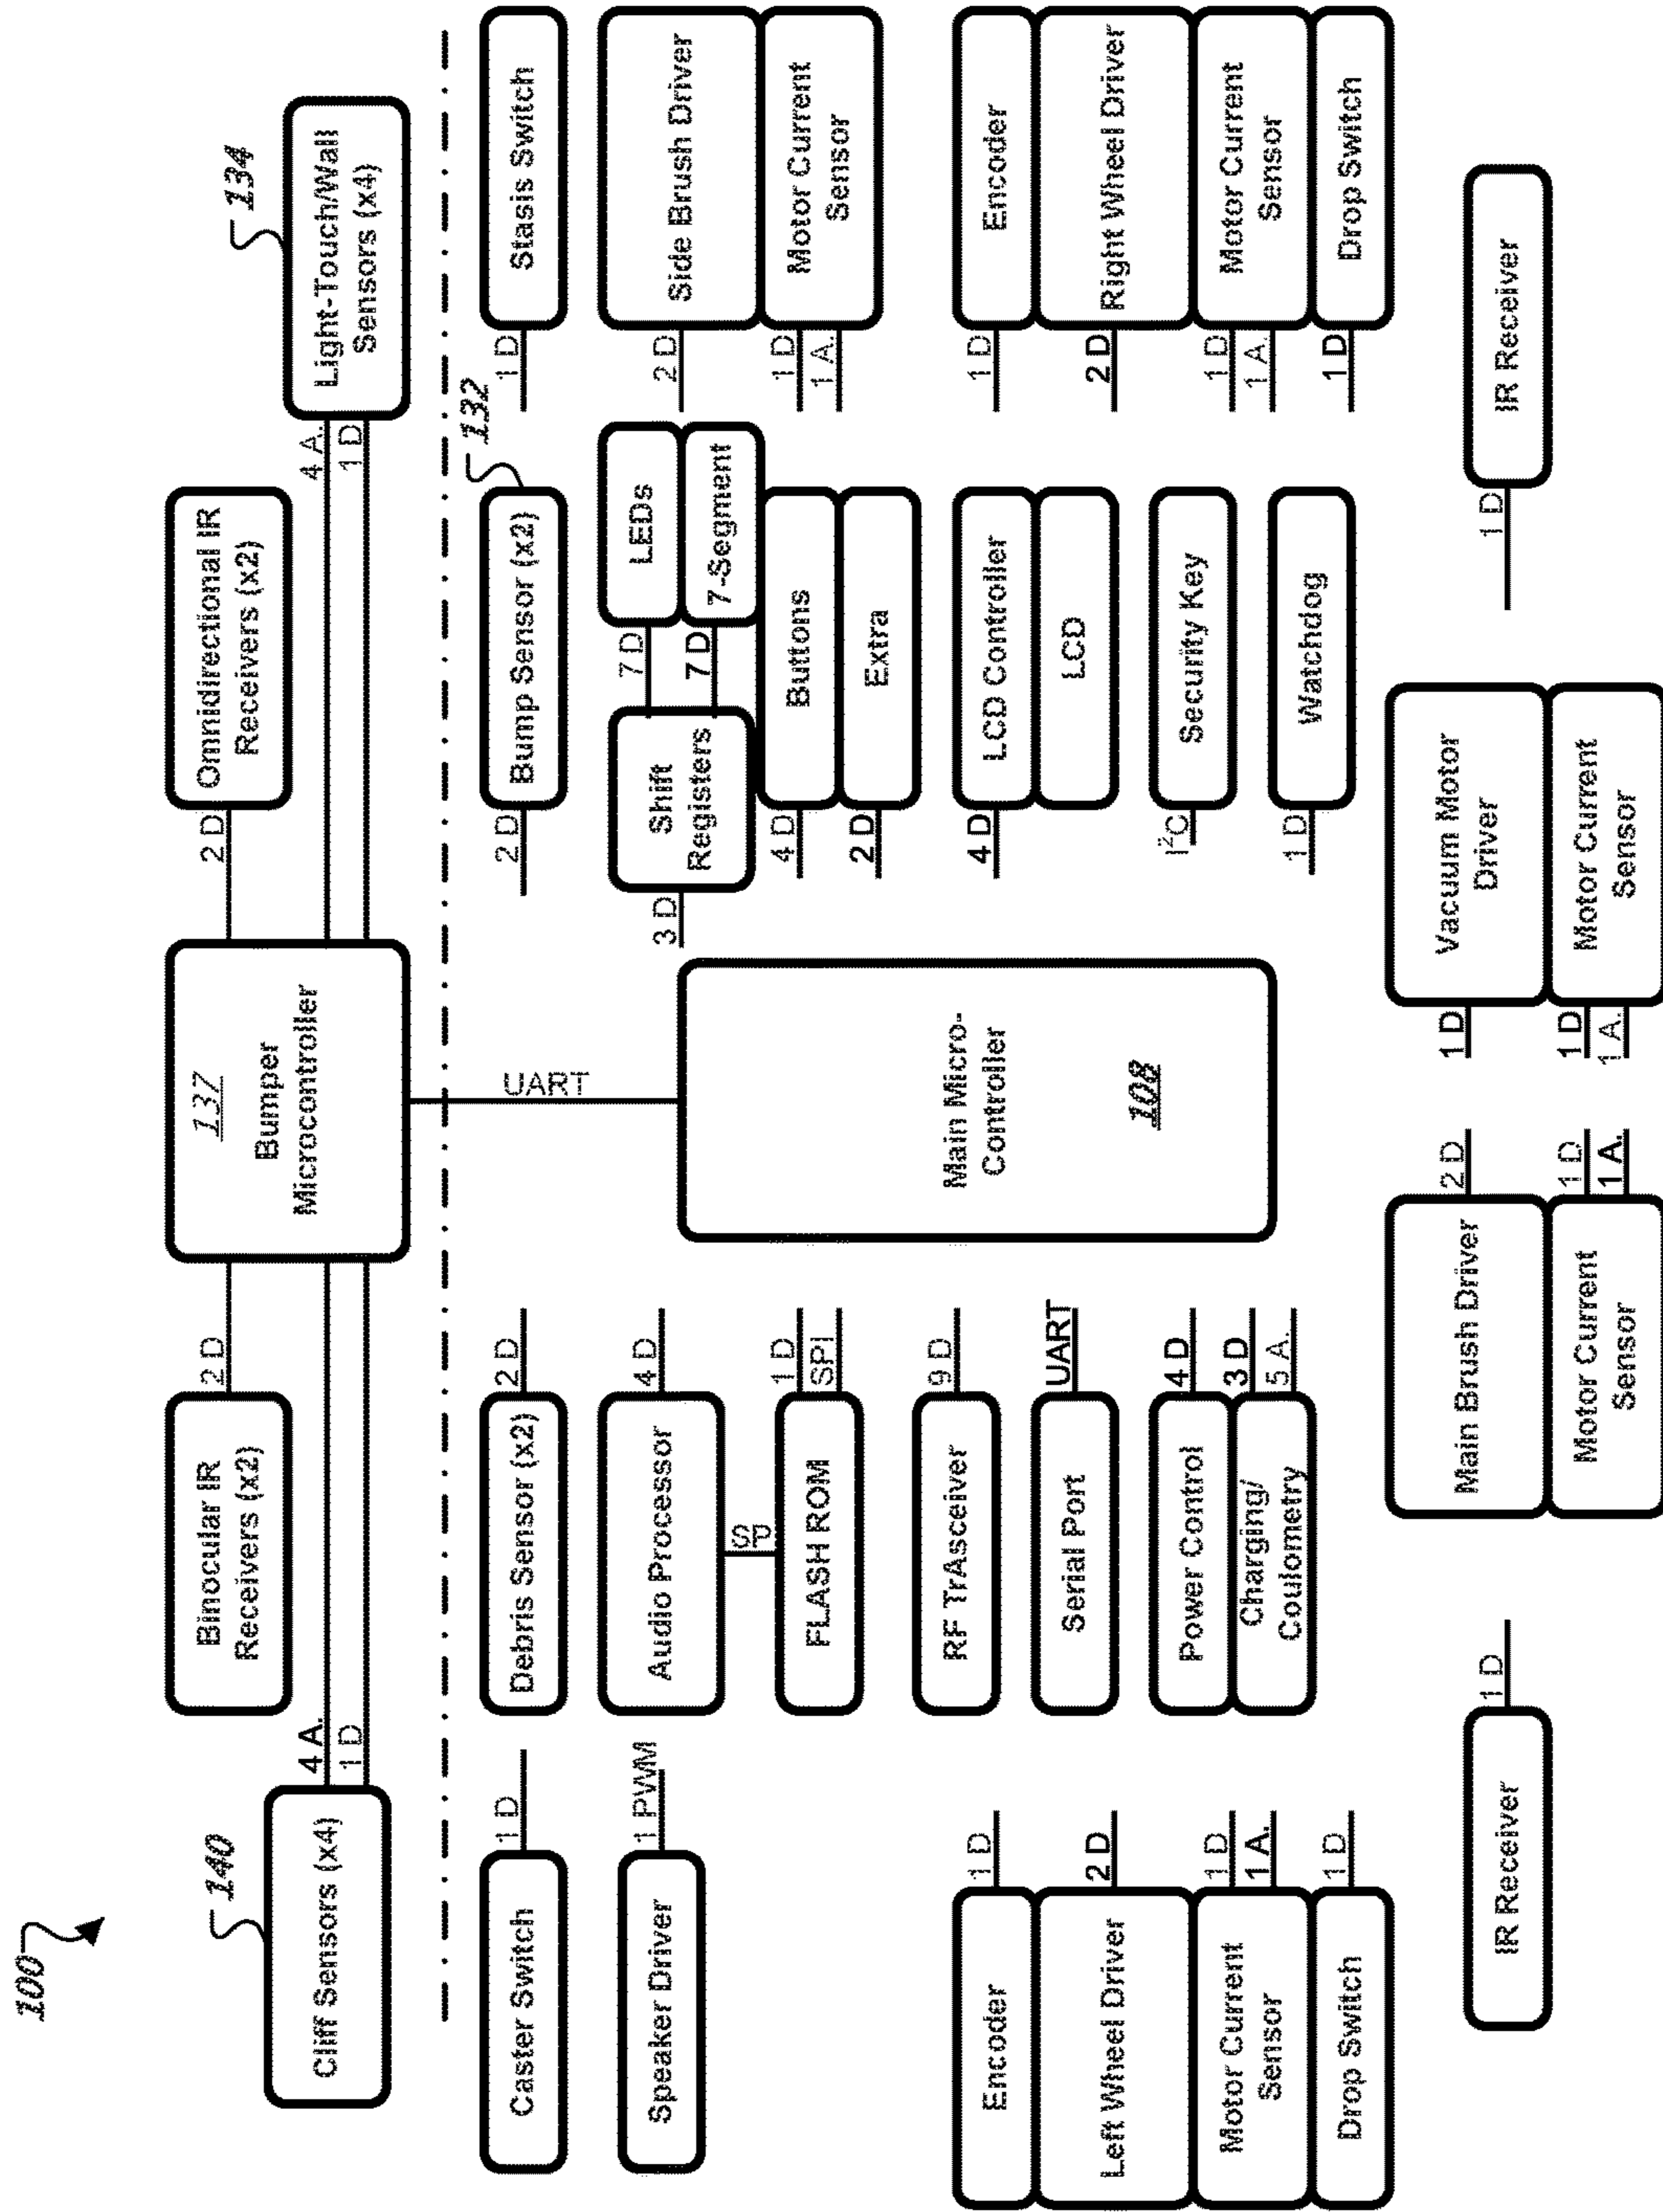 100
140
Cliff Sensors (x4)
4 A.
1 D
Binocular IR
Receivers (x2)
2 D
137
Bumper
Microcontroller
2 D
Omnidirectional IR
Receivers (x2)
4 A.
1 D
134
Light-Touch/Wall
Sensors (x4)
UART
Caster Switch
1 D
Speaker Driver
1 PWM
Debris Sensor (x2)
2 D
Audio Processor
4 D
SP
FLASH ROM
1 D
SPI
RF TrAsceiver
9 D
Serial Port
UART
Power Control
4 D
Charging/
Coulometry
3 D
5 A.
Main Micro-
Controller
108
132
2 D
Bump Sensor (x2)
3 D
Shift
Registers
7 D
LEDs
7 D
7-Segment
4 D
Buttons
2 D
Extra
4 D
LCD Controller
LCD
I²C
Security Key
1 D
Watchdog
1 D
Stasis Switch
2 D
Side Brush Driver
1 D
1 A.
Motor Current
Sensor
1 D
Encoder
2 D
Right Wheel Driver
1 D
1 A.
Motor Current
Sensor
1 D
Drop Switch
Encoder
1 D
Left Wheel Driver
2 D
Motor Current
Sensor
1 D
1 A.
Drop Switch
1 D
IR Receiver
1 D
Main Brush Driver
2 D
Motor Current
Sensor
1 D
1 A.
1 D
Vacuum Motor
Driver
1 D
1 A.
Motor Current
Sensor
1 D
IR Receiver